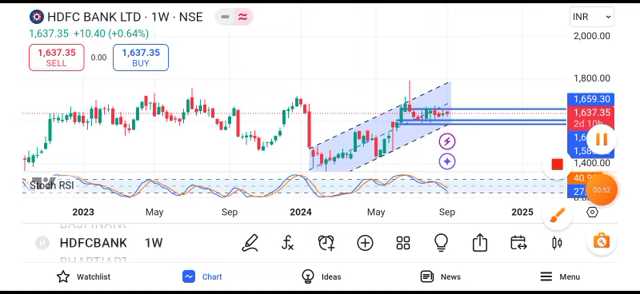 HDFC BANK LTD · 1W · NSE
INR
1,637.35 +10.40 (+0.64%)
2,000.00
1,637.35
SELL
0.00
1,637.35
BUY
1,800.00
1,659.30
1,637.35
2d 10h
1,400.00
Stoch RSI
00:52
2023
May
Sep
2024
May
Sep
2025
HDFCBANK 1W
Watchlist
Chart
Ideas
News
Menu